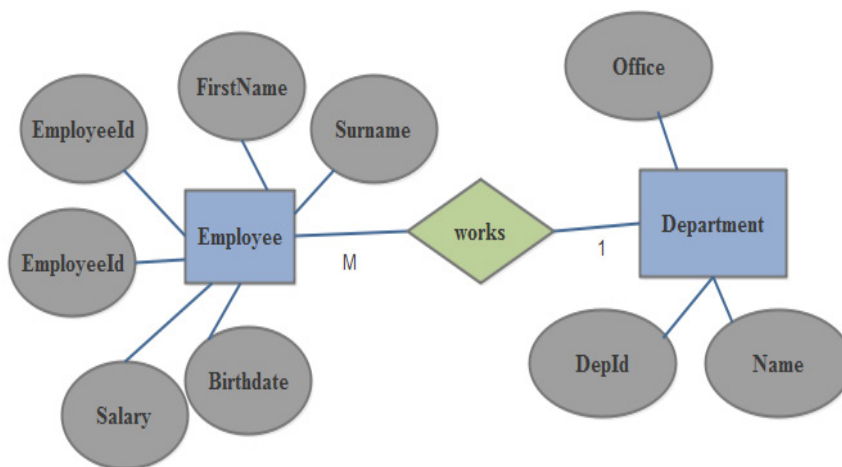 Office
FirstName
EmployeeId
Surname
Employee
works
Department
M
1
EmployeeId
DepId
Name
Birthdate
Salary